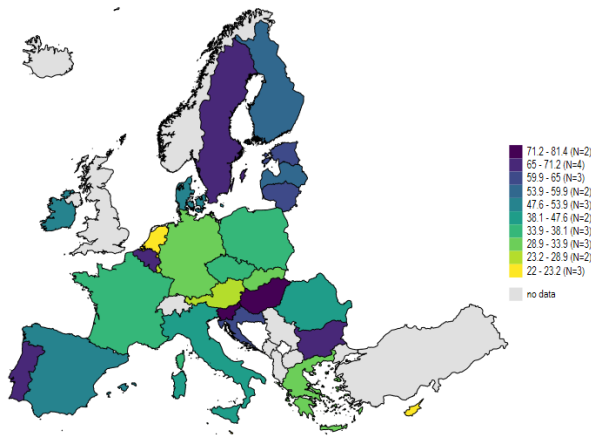 71.2 - 81.4 (N=2)
65 - 71.2 (N=4)
59.9 - 65 (N=3)
53.9 - 59.9 (N=2)
47.6 - 53.9 (N=3)
38.1 - 47.6 (N=2)
33.9 - 38.1 (N=3)
28.9 - 33.9 (N=3)
23.2 - 28.9 (N=2)
22 - 23.2 (N=3)
no data